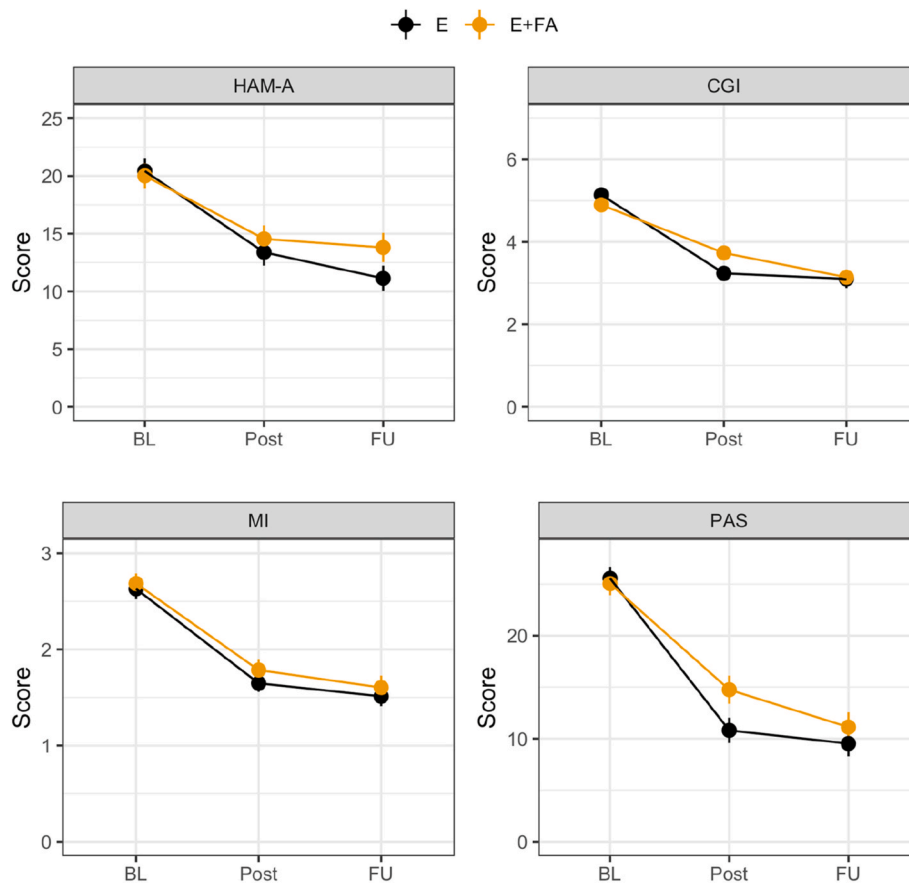 E E+FA
HAM-A
CGI
25
20
15
10
5
0
Score
BL Post FU
6
4
2
0
Score
BL Post FU
MI
PAS
3
2
1
0
Score
BL Post FU
20
10
0
Score
BL Post FU